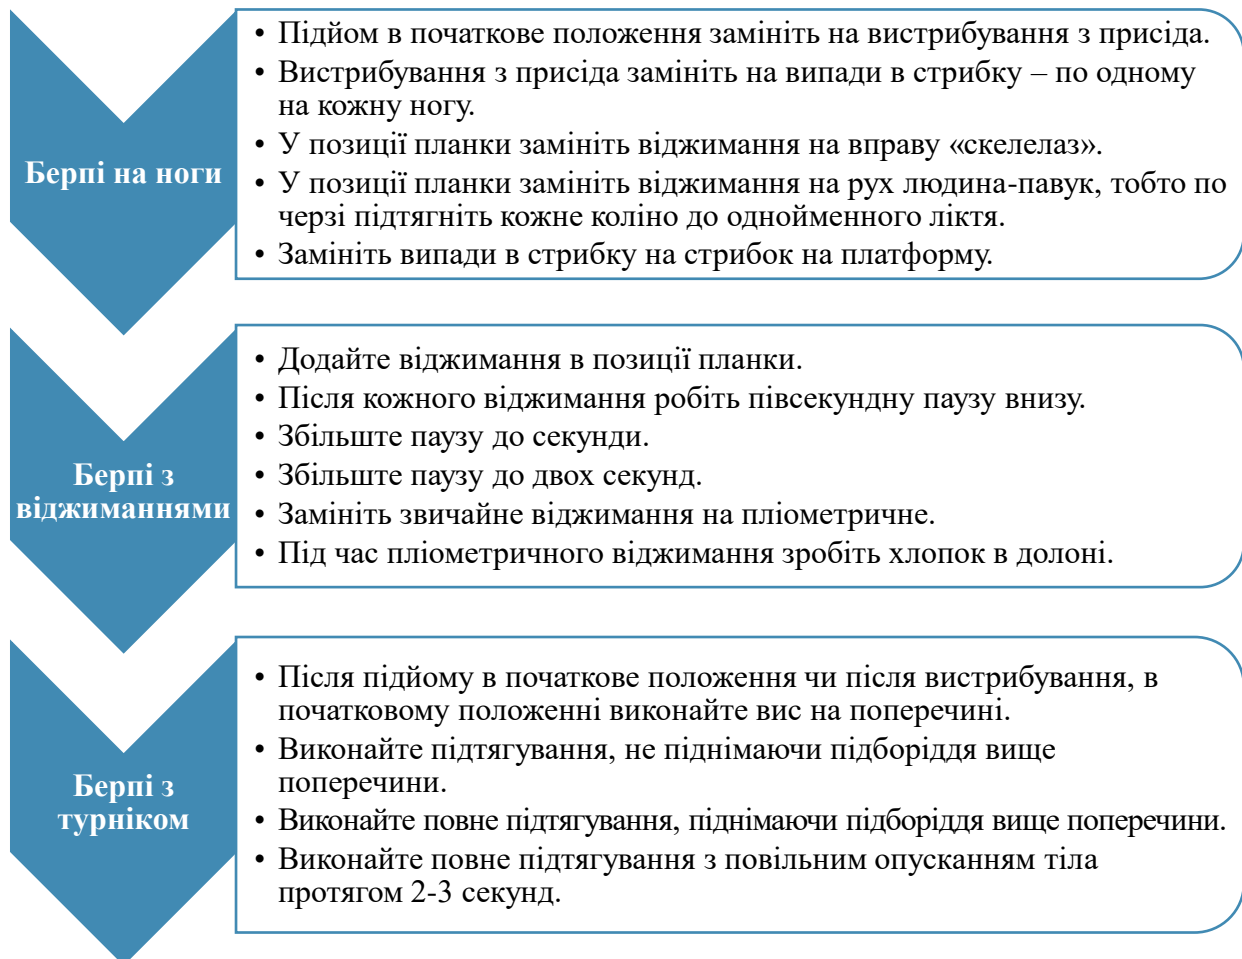 Берпі на ноги
• Підйом в початкове положення замініть на вистрибування з присіда.
• Вистрибування з присіда замініть на випади в стрибку – по одному
на кожну ногу.
• У позиції планки замініть віджимання на вправу «скелелаз».
• У позиції планки замініть віджимання на рух людина-павук, тобто по
черзі підтягніть кожне коліно до однойменного ліктя.
• Замініть випади в стрибку на стрибок на платформу.
Берпі з
віджиманнями
• Додайте віджимання в позиції планки.
• Після кожного віджимання робіть півсекундну паузу внизу.
• Збільште паузу до секунди.
• Збільште паузу до двох секунд.
• Замініть звичайне віджимання на пліометричне.
• Під час пліометричного віджимання зробіть хлопок в долоні.
Берпі з
турніком
• Після підйому в початкове положення чи після вистрибування, в
початковому положенні виконайте вис на поперечині.
• Виконайте підтягування, не піднімаючи підборіддя вище
поперечини.
• Виконайте повне підтягування, піднімаючи підборіддя вище поперечини.
• Виконайте повне підтягування з повільним опусканням тіла
протягом 2-3 секунд.